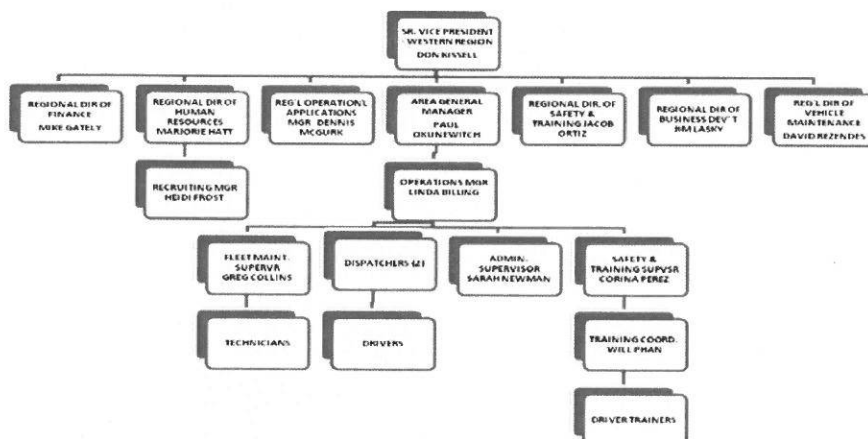 SR. VICE PRESIDENT
- WESTERN REGION
DON KISSELL
REGIONAL DIR OF
FINANCE
MIKE GATELY
REGIONAL DIR OF
HUMAN
RESOURCES
MARJORIE HATT
REG'L OPERATION'L
APPLICATIONS
MGR DENNIS
MCGURK
AREA GENERAL
MANAGER
PAUL
OKUNEWITCH
REGIONAL DIR. OF
SAFETY &
TRAINING JACOB
ORTIZ
REGIONAL DIR OF
BUSINESS DEV'T
JIM LASKY
REG'L DIR OF
VEHICLE
MAINTENANCE
DAVID REZENDES
RECRUITING MGR
HEIDI FROST
OPERATIONS MGR
LINDA BILLING
FLEET MAINT.
SUPERVR
GREG COLLINS
DISPATCHERS (2)
ADMIN.
SUPERVISOR
SARAH NEWMAN
SAFETY &
TRAINING SUPVSR
CORINA PEREZ
TECHNICIANS
DRIVERS
TRAINING COORD.
WILL PHAN
DRIVER TRAINERS